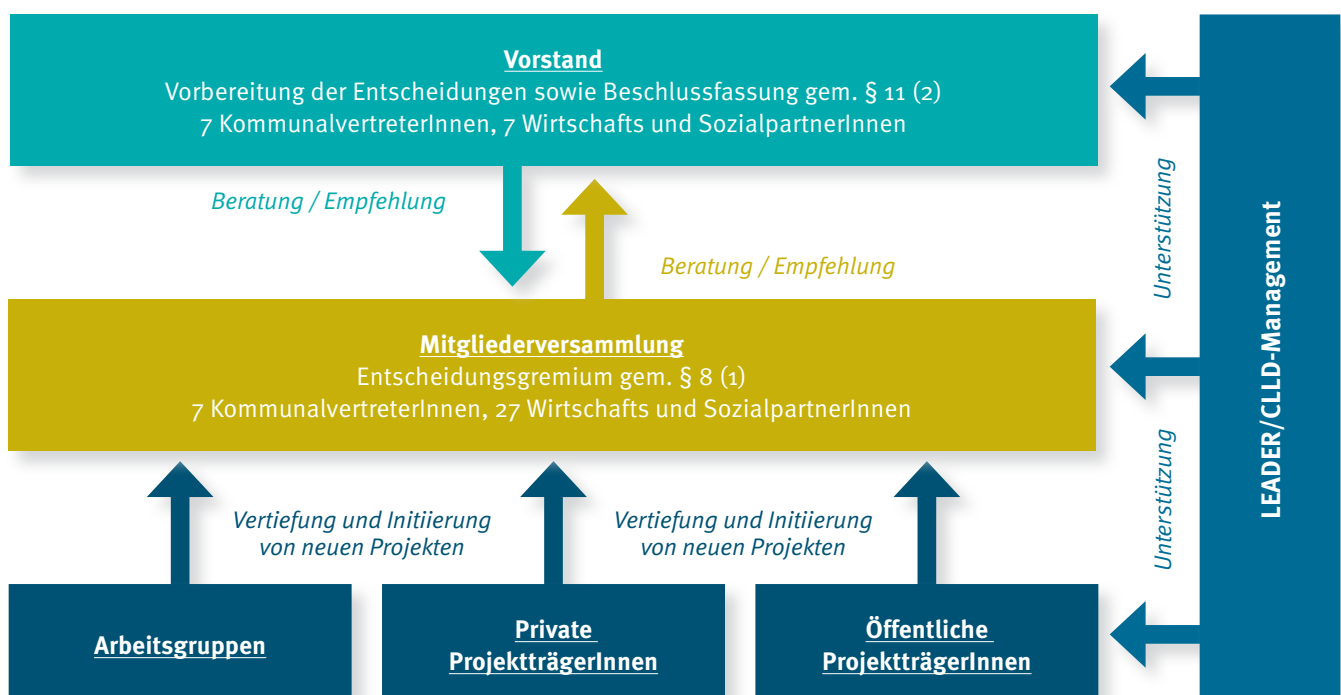 Vorstand
Vorbereitung der Entscheidungen sowie Beschlussfassung gem. § 11 (2)
7 KommunalvertreterInnen, 7 Wirtschafts und SozialpartnerInnen
Beratung / Empfehlung
Beratung / Empfehlung
Unterstützung
Mitgliederversammlung
Entscheidungsgremium gem. § 8 (1)
7 KommunalvertreterInnen, 27 Wirtschafts und SozialpartnerInnen
LEADER/CLLD-Management
Vertiefung und Initiierung
von neuen Projekten
Vertiefung und Initiierung
von neuen Projekten
Unterstützung
Arbeitsgruppen
Private
ProjektträgerInnen
Öffentliche
ProjektträgerInnen